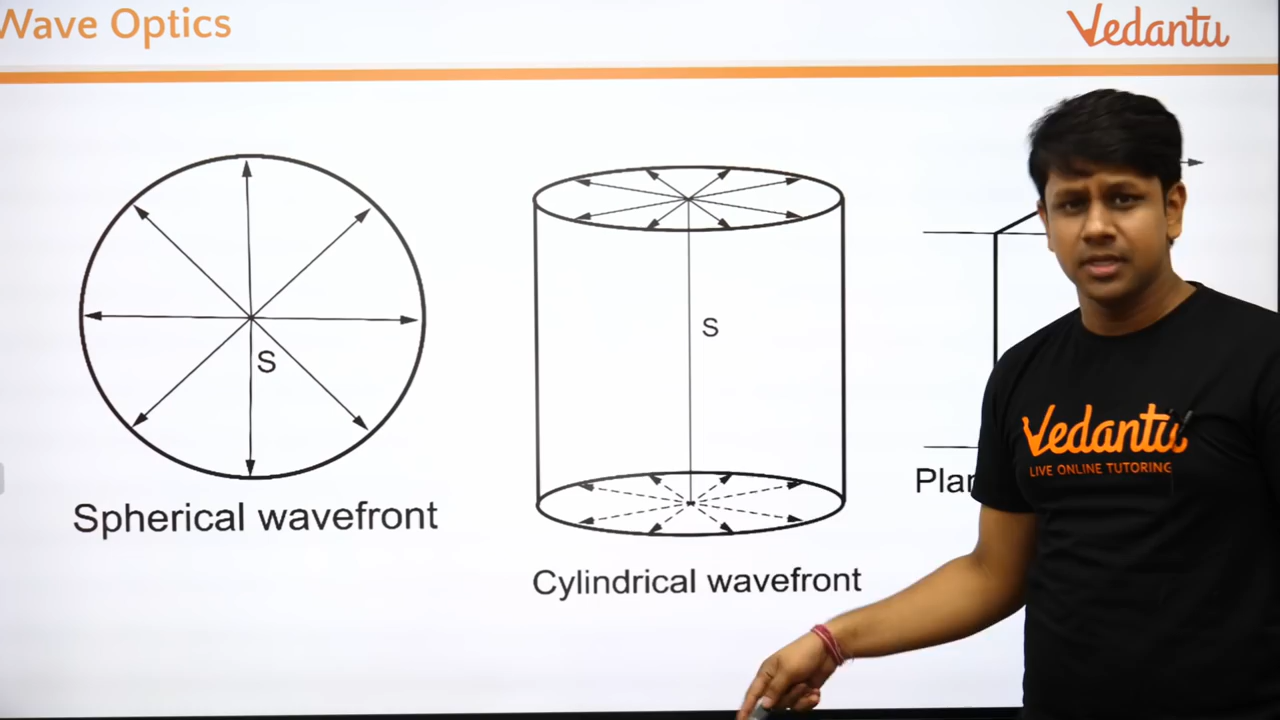 Wave Optics
Vedantu
S
S
Spherical wavefront
Cylindrical wavefront
Vedantu
LIVE ONLINE TUTORING